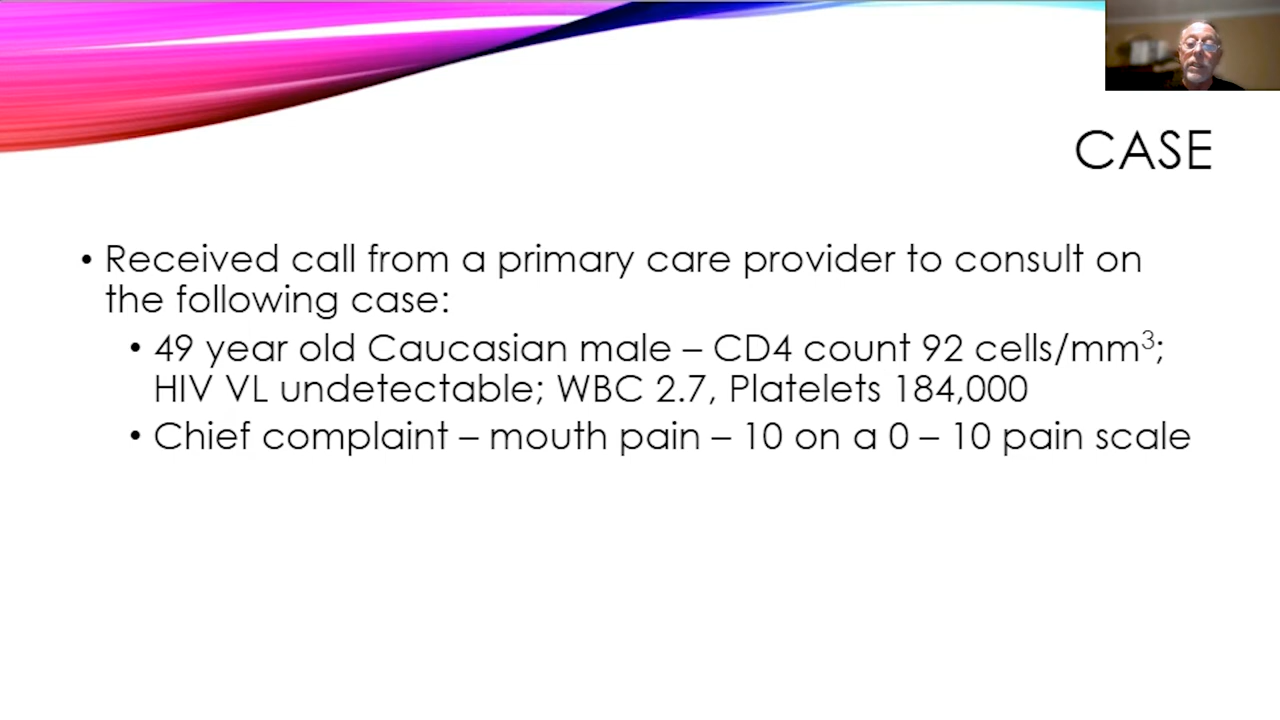 CASE
• Received call from a primary care provider to consult on
the following case:
• 49 year old Caucasian male – CD4 count 92 cells/mm³;
HIV VL undetectable; WBC 2.7, Platelets 184,000
• Chief complaint – mouth pain – 10 on a 0 – 10 pain scale